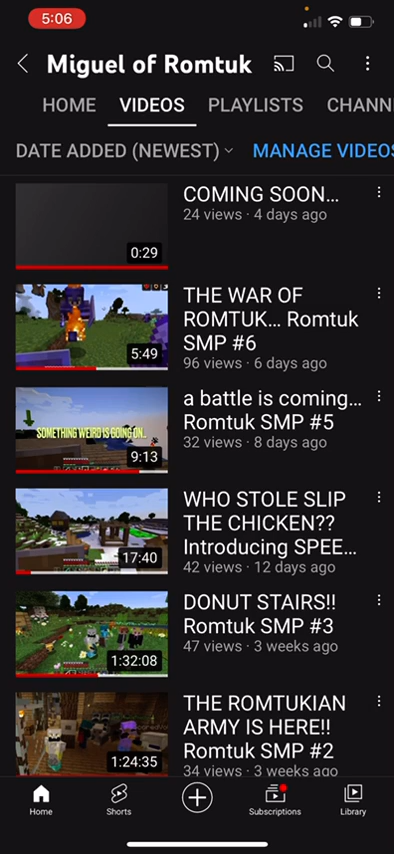 5:06
Miguel of Romtuk
HOME VIDEOS PLAYLISTS CHANN
DATE ADDED (NEWEST) MANAGE VIDEOS
COMING SOON...
24 views · 4 days ago
0:29
THE WAR OF
ROMTUK... Romtuk
SMP #6
96 views · 6 days ago
5:49
a battle is coming...
Romtuk SMP #5
32 views · 8 days ago
SOMETHING WEIRD IS GOING ON..
9:13
WHO STOLE SLIP
THE CHICKEN??
Introducing SPEE...
42 views · 12 days ago
17:40
DONUT STAIRS!!
Romtuk SMP #3
47 views · 3 weeks ago
1:32:08
THE ROMTUKIAN
ARMY IS HERE!!
Romtuk SMP #2
34 views · 3 weeks ago
1:24:35
Home Shorts Subscriptions Library